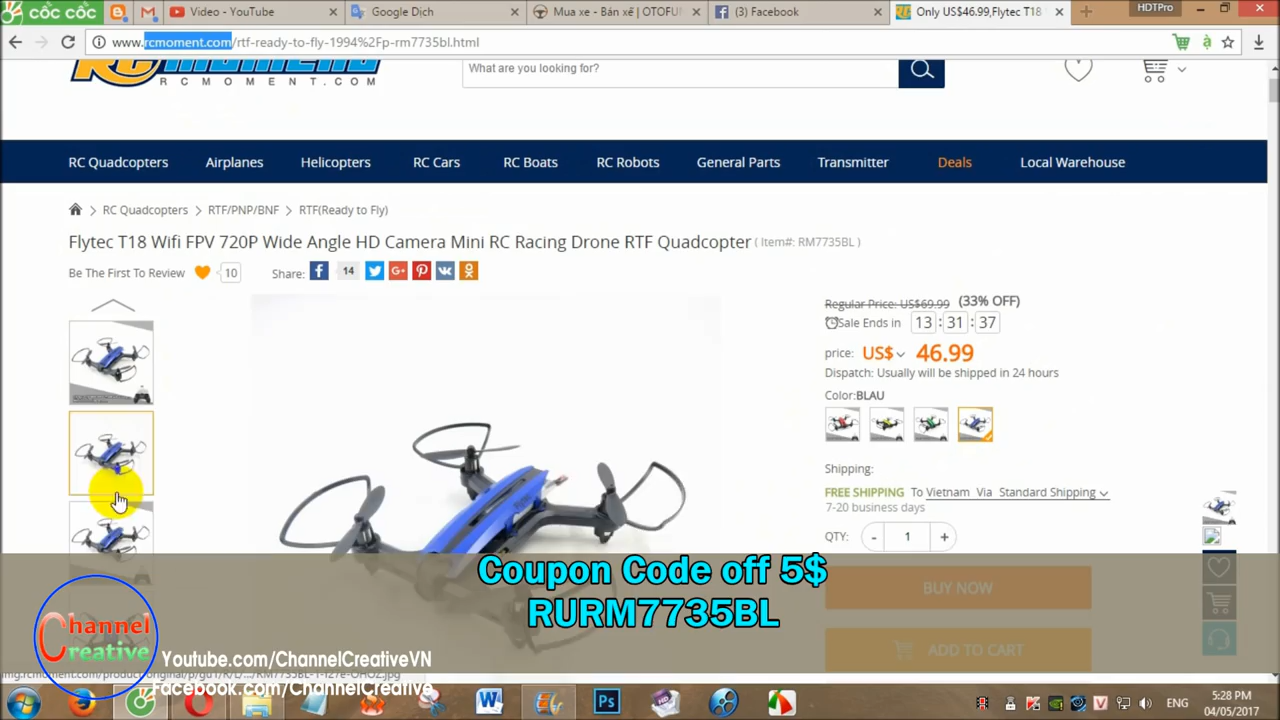 cốc cốc
Video - YouTube
Google Dịch
Mua xe - Bán xế | OTOFU
(3) Facebook
Only US$46.99,Flytec T18
HDTPro
www.rcmoment.com/rtf-ready-to-fly-1994%2Fp-rm7735bl.html
RCMOMENT.COM
What are you looking for?
RC Quadcopters Airplanes Helicopters RC Cars RC Boats RC Robots General Parts Transmitter Deals Local Warehouse
RC Quadcopters > RTF/PNP/BNF > RTF(Ready to Fly)
Flytec T18 Wifi FPV 720P Wide Angle HD Camera Mini RC Racing Drone RTF Quadcopter ( Item#: RM7735BL )
Be The First To Review 10 Share: 14
Regular Price: US$69.99 (33% OFF)
Sale Ends in 13 : 31 : 37
price: US$ 46.99
Dispatch: Usually will be shipped in 24 hours
Color:BLAU
Shipping:
FREE SHIPPING To Vietnam Via Standard Shipping
7-20 business days
QTY: - 1 +
BUY NOW
ADD TO CART
Coupon Code off 5$
RURM7735BL
Channel
Creative
Youtube.com/ChannelCreativeVN
Facebook.com/ChannelCreative
ENG
5:28 PM
04/05/2017